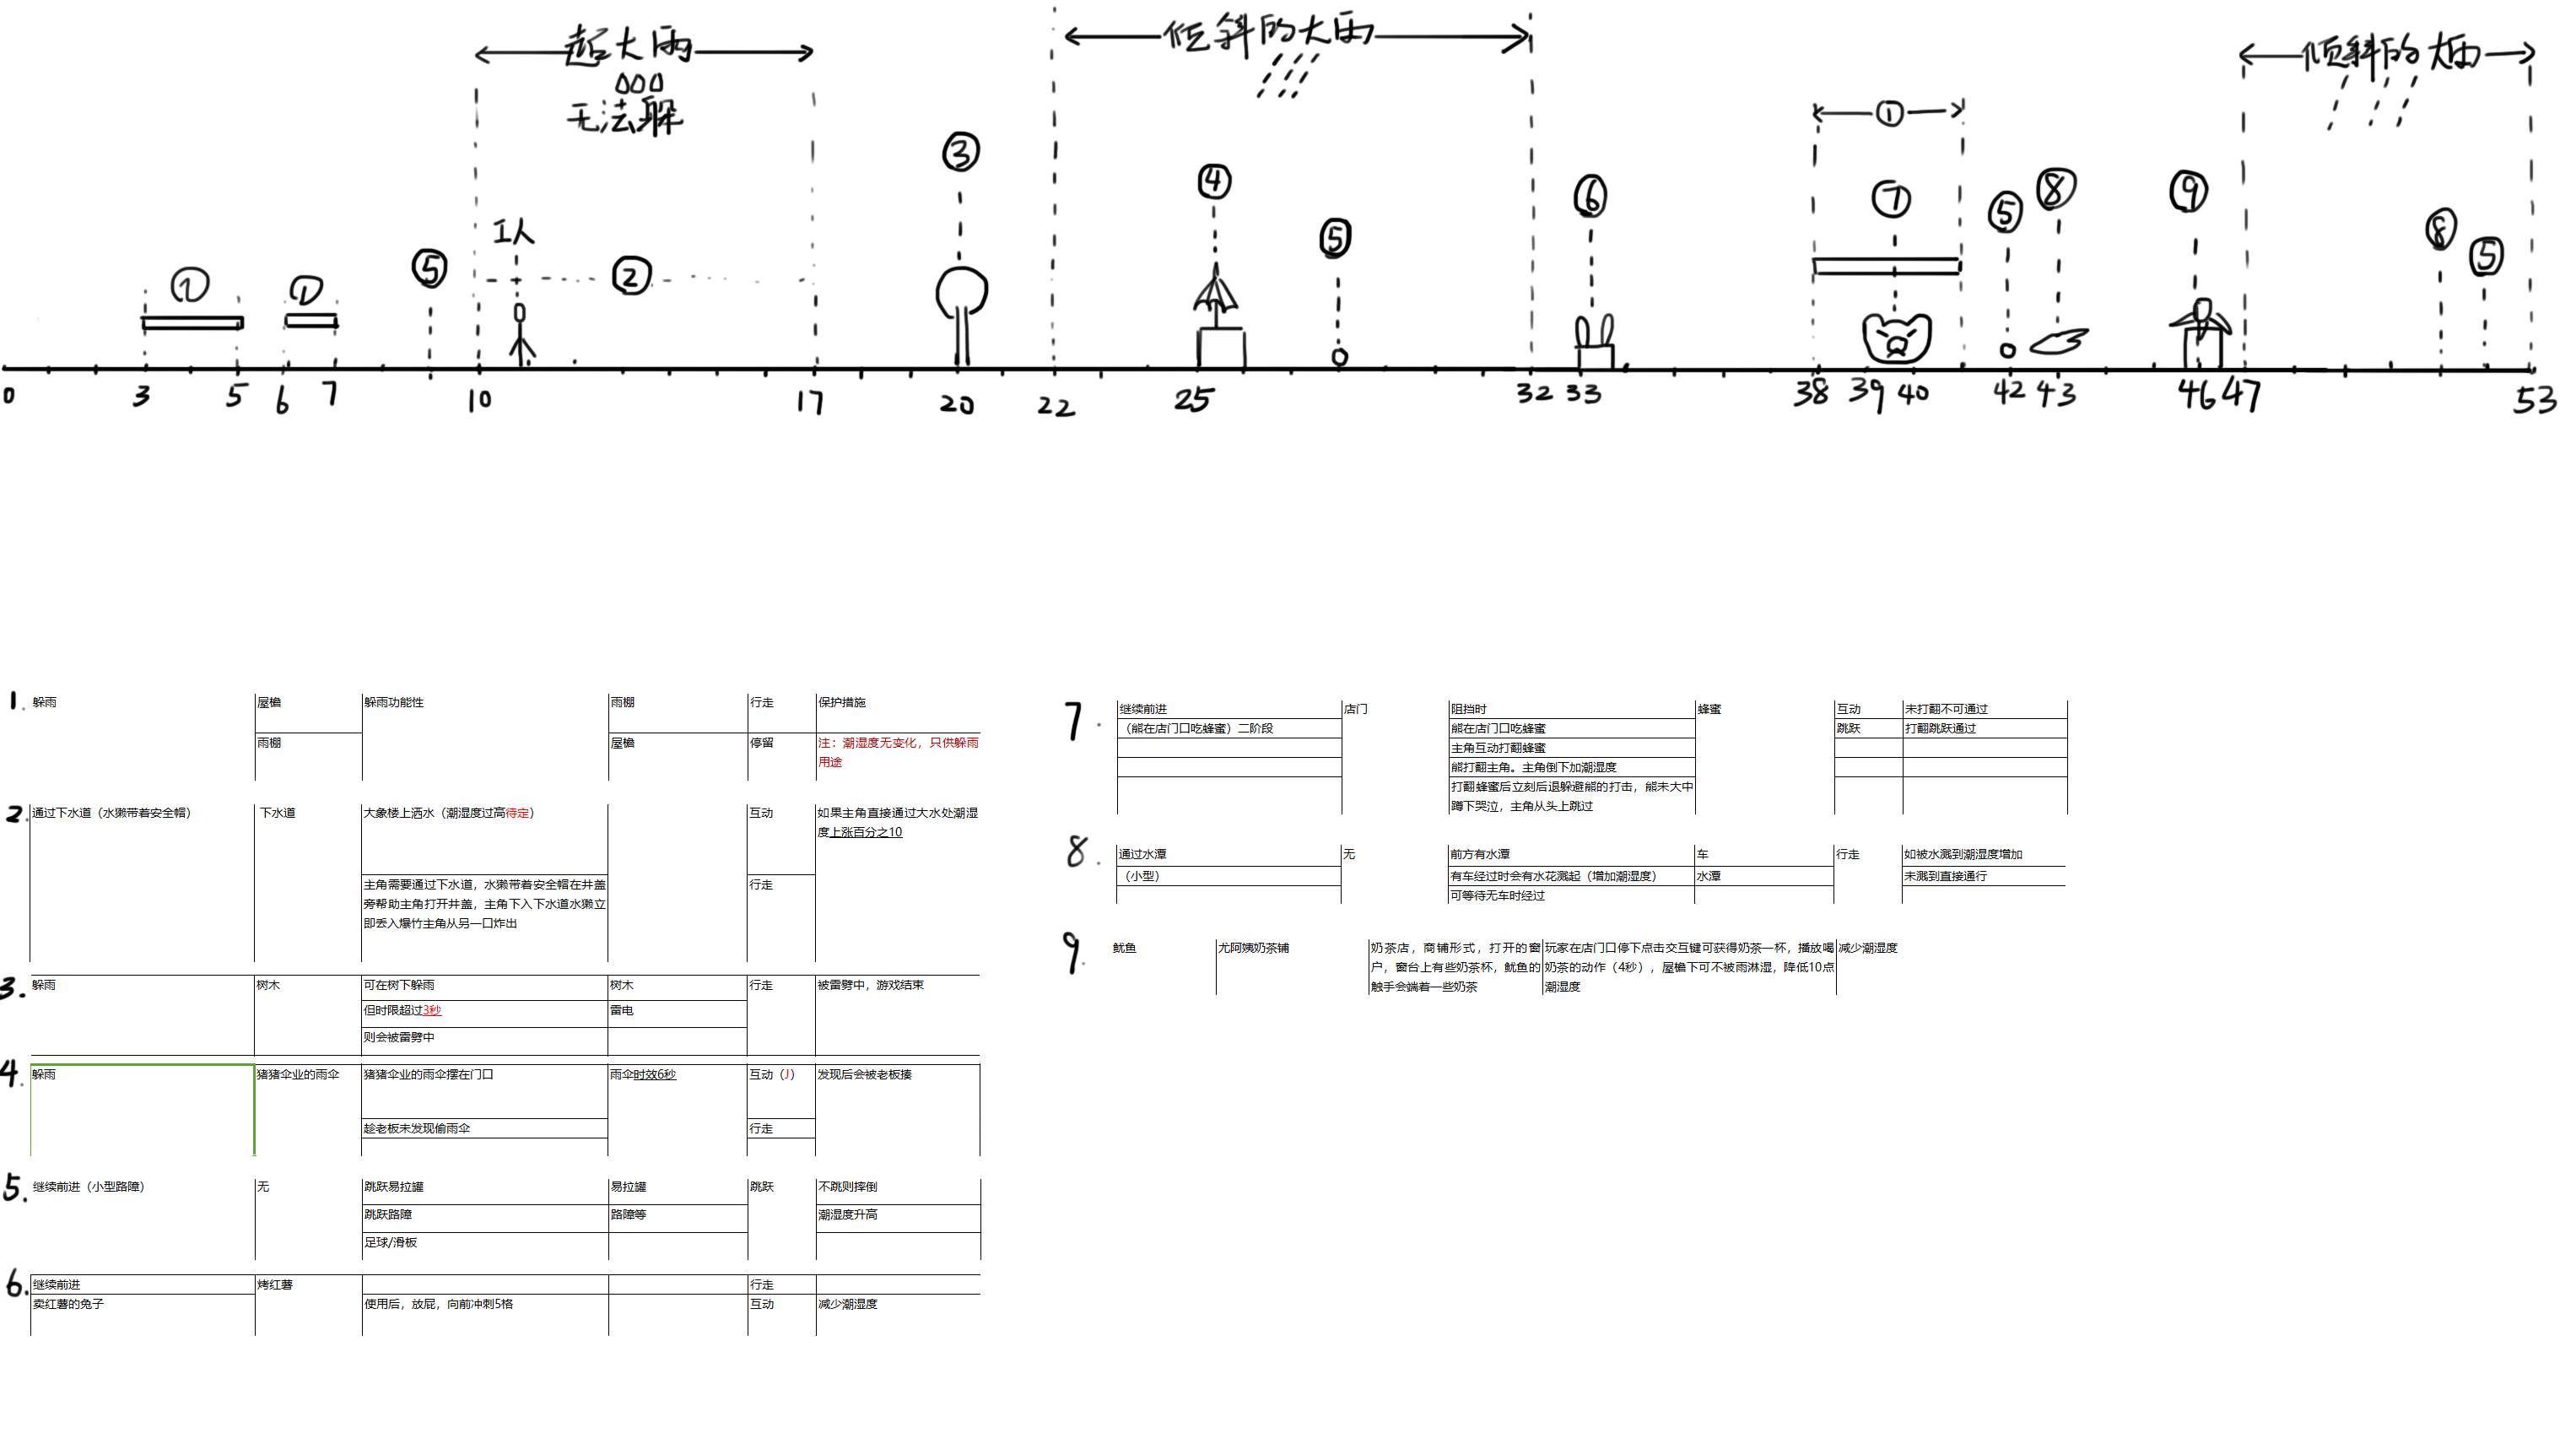 超大雨
无法躲
倾斜的大雨
倾斜的大雨
①
③
④
⑥
⑦
⑤
⑧
⑨
工人
⑤
⑧
⑤
①
①
⑤
②
0 3 5 6 7 10 17 20 22 25 32 33 38 39 40 42 43 46 47 53
1. 躲雨 屋檐 躲雨功能性 雨棚 行走 保护措施
雨棚 屋檐 停留 注：潮湿度无变化，只供躲雨
用途
2. 通过下水道（水獭带着安全帽） 下水道 大象楼上洒水（潮湿度过高待定） 互动 如果主角直接通过大水处潮湿
度上涨百分之10
主角需要通过下水道，水獭带着安全帽在井盖 行走
旁帮助主角打开井盖，主角下入下水道水獭立
即丢入爆竹主角从另一口炸出
3. 躲雨 树木 可在树下躲雨 树木 行走 被雷劈中，游戏结束
但时限超过3秒 雷电
则会被雷劈中
4. 躲雨 猪猪伞业的雨伞 猪猪伞业的雨伞摆在门口 雨伞时效6秒 互动（J） 发现后会被老板揍
趁老板未发现偷雨伞 行走
5. 继续前进（小型路障） 无 跳跃易拉罐 易拉罐 跳跃 不跳则摔倒
跳跃路障 路障等 潮湿度升高
足球/滑板
6. 继续前进 烤红薯 行走
卖红薯的兔子 使用后，放屁，向前冲刺5格 互动 减少潮湿度
7. 继续前进 店门 阻挡时 蜂蜜 互动 未打翻不可通过
（熊在店门口吃蜂蜜）二阶段 熊在店门口吃蜂蜜 跳跃 打翻跳跃通过
主角互动打翻蜂蜜
熊打翻主角。主角倒下加潮湿度
打翻蜂蜜后立刻后退躲避熊的打击，熊未大中
蹲下哭泣，主角从头上跳过
8. 通过水潭 无 前方有水潭 车 行走 如被水溅到潮湿度增加
（小型） 有车经过时会有水花溅起（增加潮湿度） 水潭 未溅到直接通行
可等待无车时经过
9. 鱿鱼 尤阿姨奶茶铺 奶茶店，商铺形式，打开的窗 玩家在店门口停下点击交互键可获得奶茶一杯，播放喝 减少潮湿度
户，窗台上有些奶茶杯，鱿鱼的 奶茶的动作（4秒），屋檐下可不被雨淋湿，降低10点
触手会端着一些奶茶 潮湿度